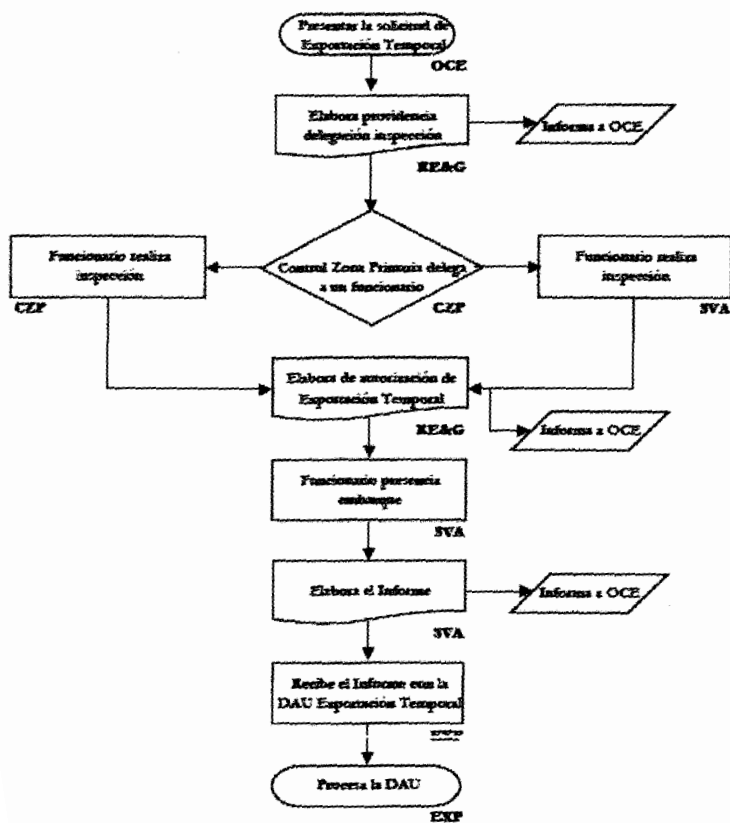 Presentar la solicitud de
Exportación Temporal
OCE
Elabora providencia
delegación inspección
Informa a OCE
RE&G
Funcionario realiza
inspección
CZP
Control Zona Primaria delega
a un funcionario
CZP
Funcionario realiza
inspección
SVA
Elabora de autorización de
Exportación Temporal
RE&G
Informa a OCE
Funcionario presencia
embarque
SVA
Elabora el Informe
Informa a OCE
SVA
Recibe el Informe con la
DAU Exportación Temporal
Procesa la DAU
EXP